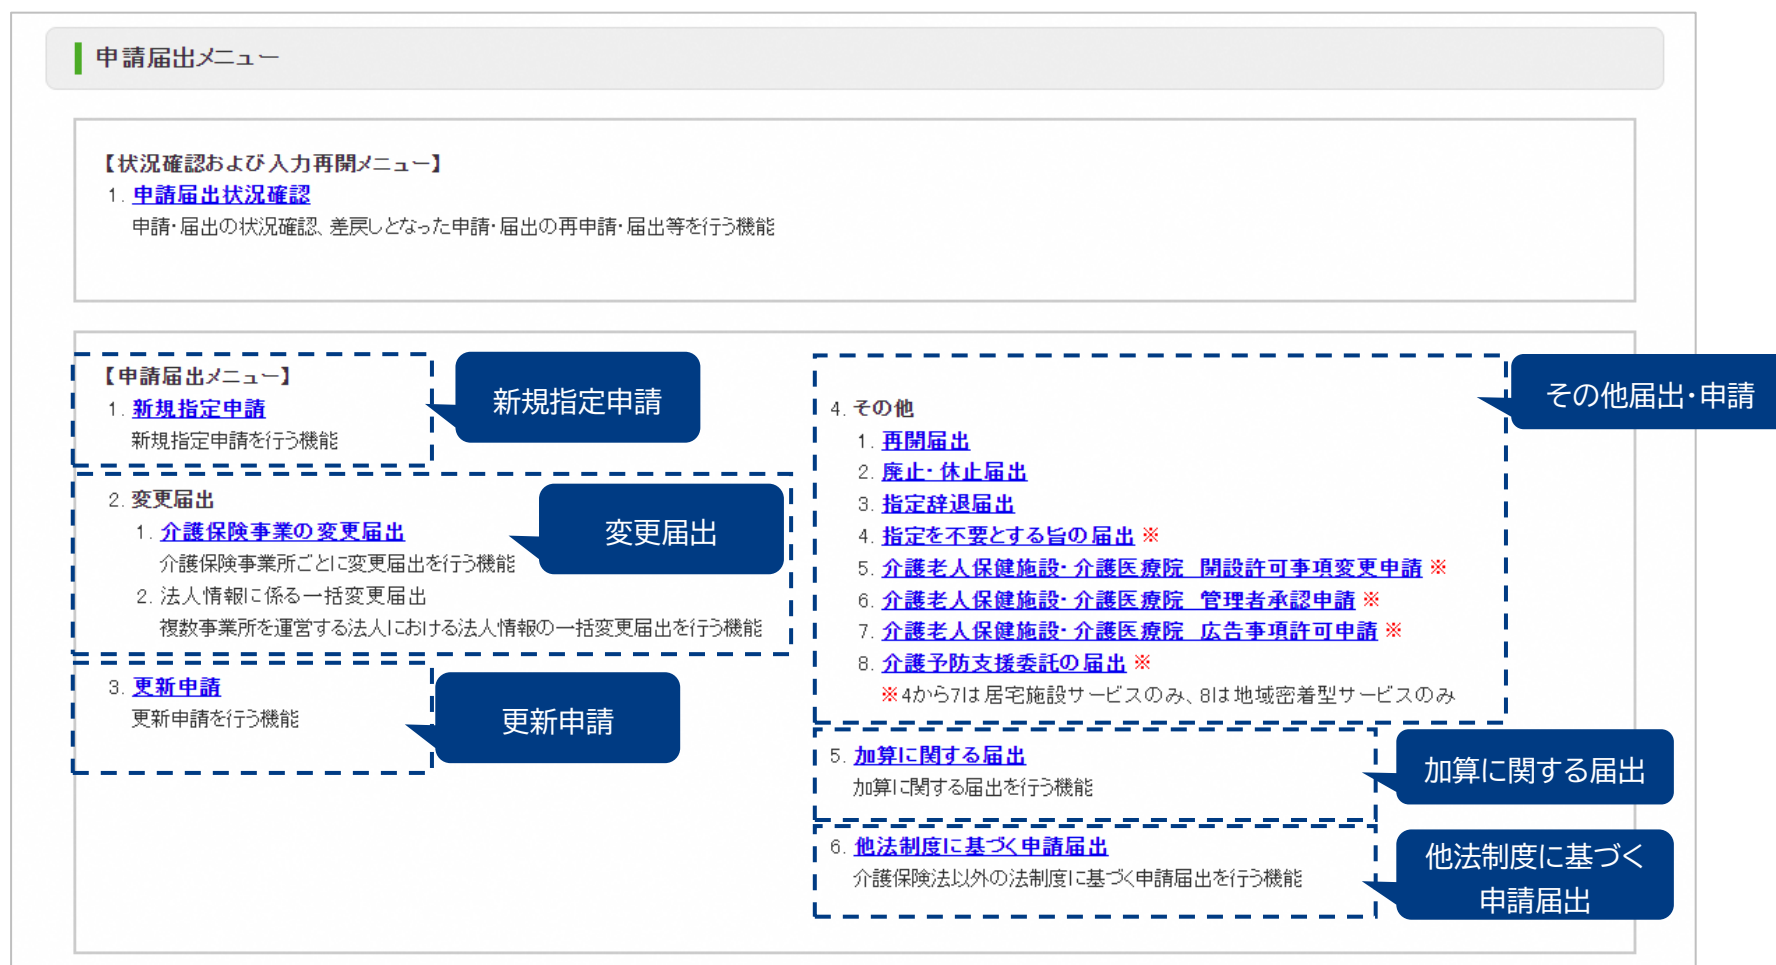 申請届出メニュー
【状況確認および入力再開メニュー】
1. 申請届出状況確認
申請・届出の状況確認、差戻しとなった申請・届出の再申請・届出等を行う機能
【申請届出メニュー】
1. 新規指定申請
新規指定申請を行う機能
新規指定申請
2. 変更届出
1. 介護保険事業の変更届出
介護保険事業所ごとに変更届出を行う機能
2. 法人情報に係る一括変更届出
複数事業所を運営する法人における法人情報の一括変更届出を行う機能
変更届出
3. 更新申請
更新申請を行う機能
更新申請
4. その他
1. 再開届出
2. 廃止・休止届出
3. 指定辞退届出
4. 指定を不要とする旨の届出 ※
5. 介護老人保健施設・介護医療院 開設許可事項変更申請 ※
6. 介護老人保健施設・介護医療院 管理者承認申請 ※
7. 介護老人保健施設・介護医療院 広告事項許可申請 ※
8. 介護予防支援委託の届出 ※
※4から7は居宅施設サービスのみ、8は地域密着型サービスのみ
その他届出・申請
5. 加算に関する届出
加算に関する届出を行う機能
加算に関する届出
6. 他法制度に基づく申請届出
介護保険法以外の法制度に基づく申請届出を行う機能
他法制度に基づく
申請届出